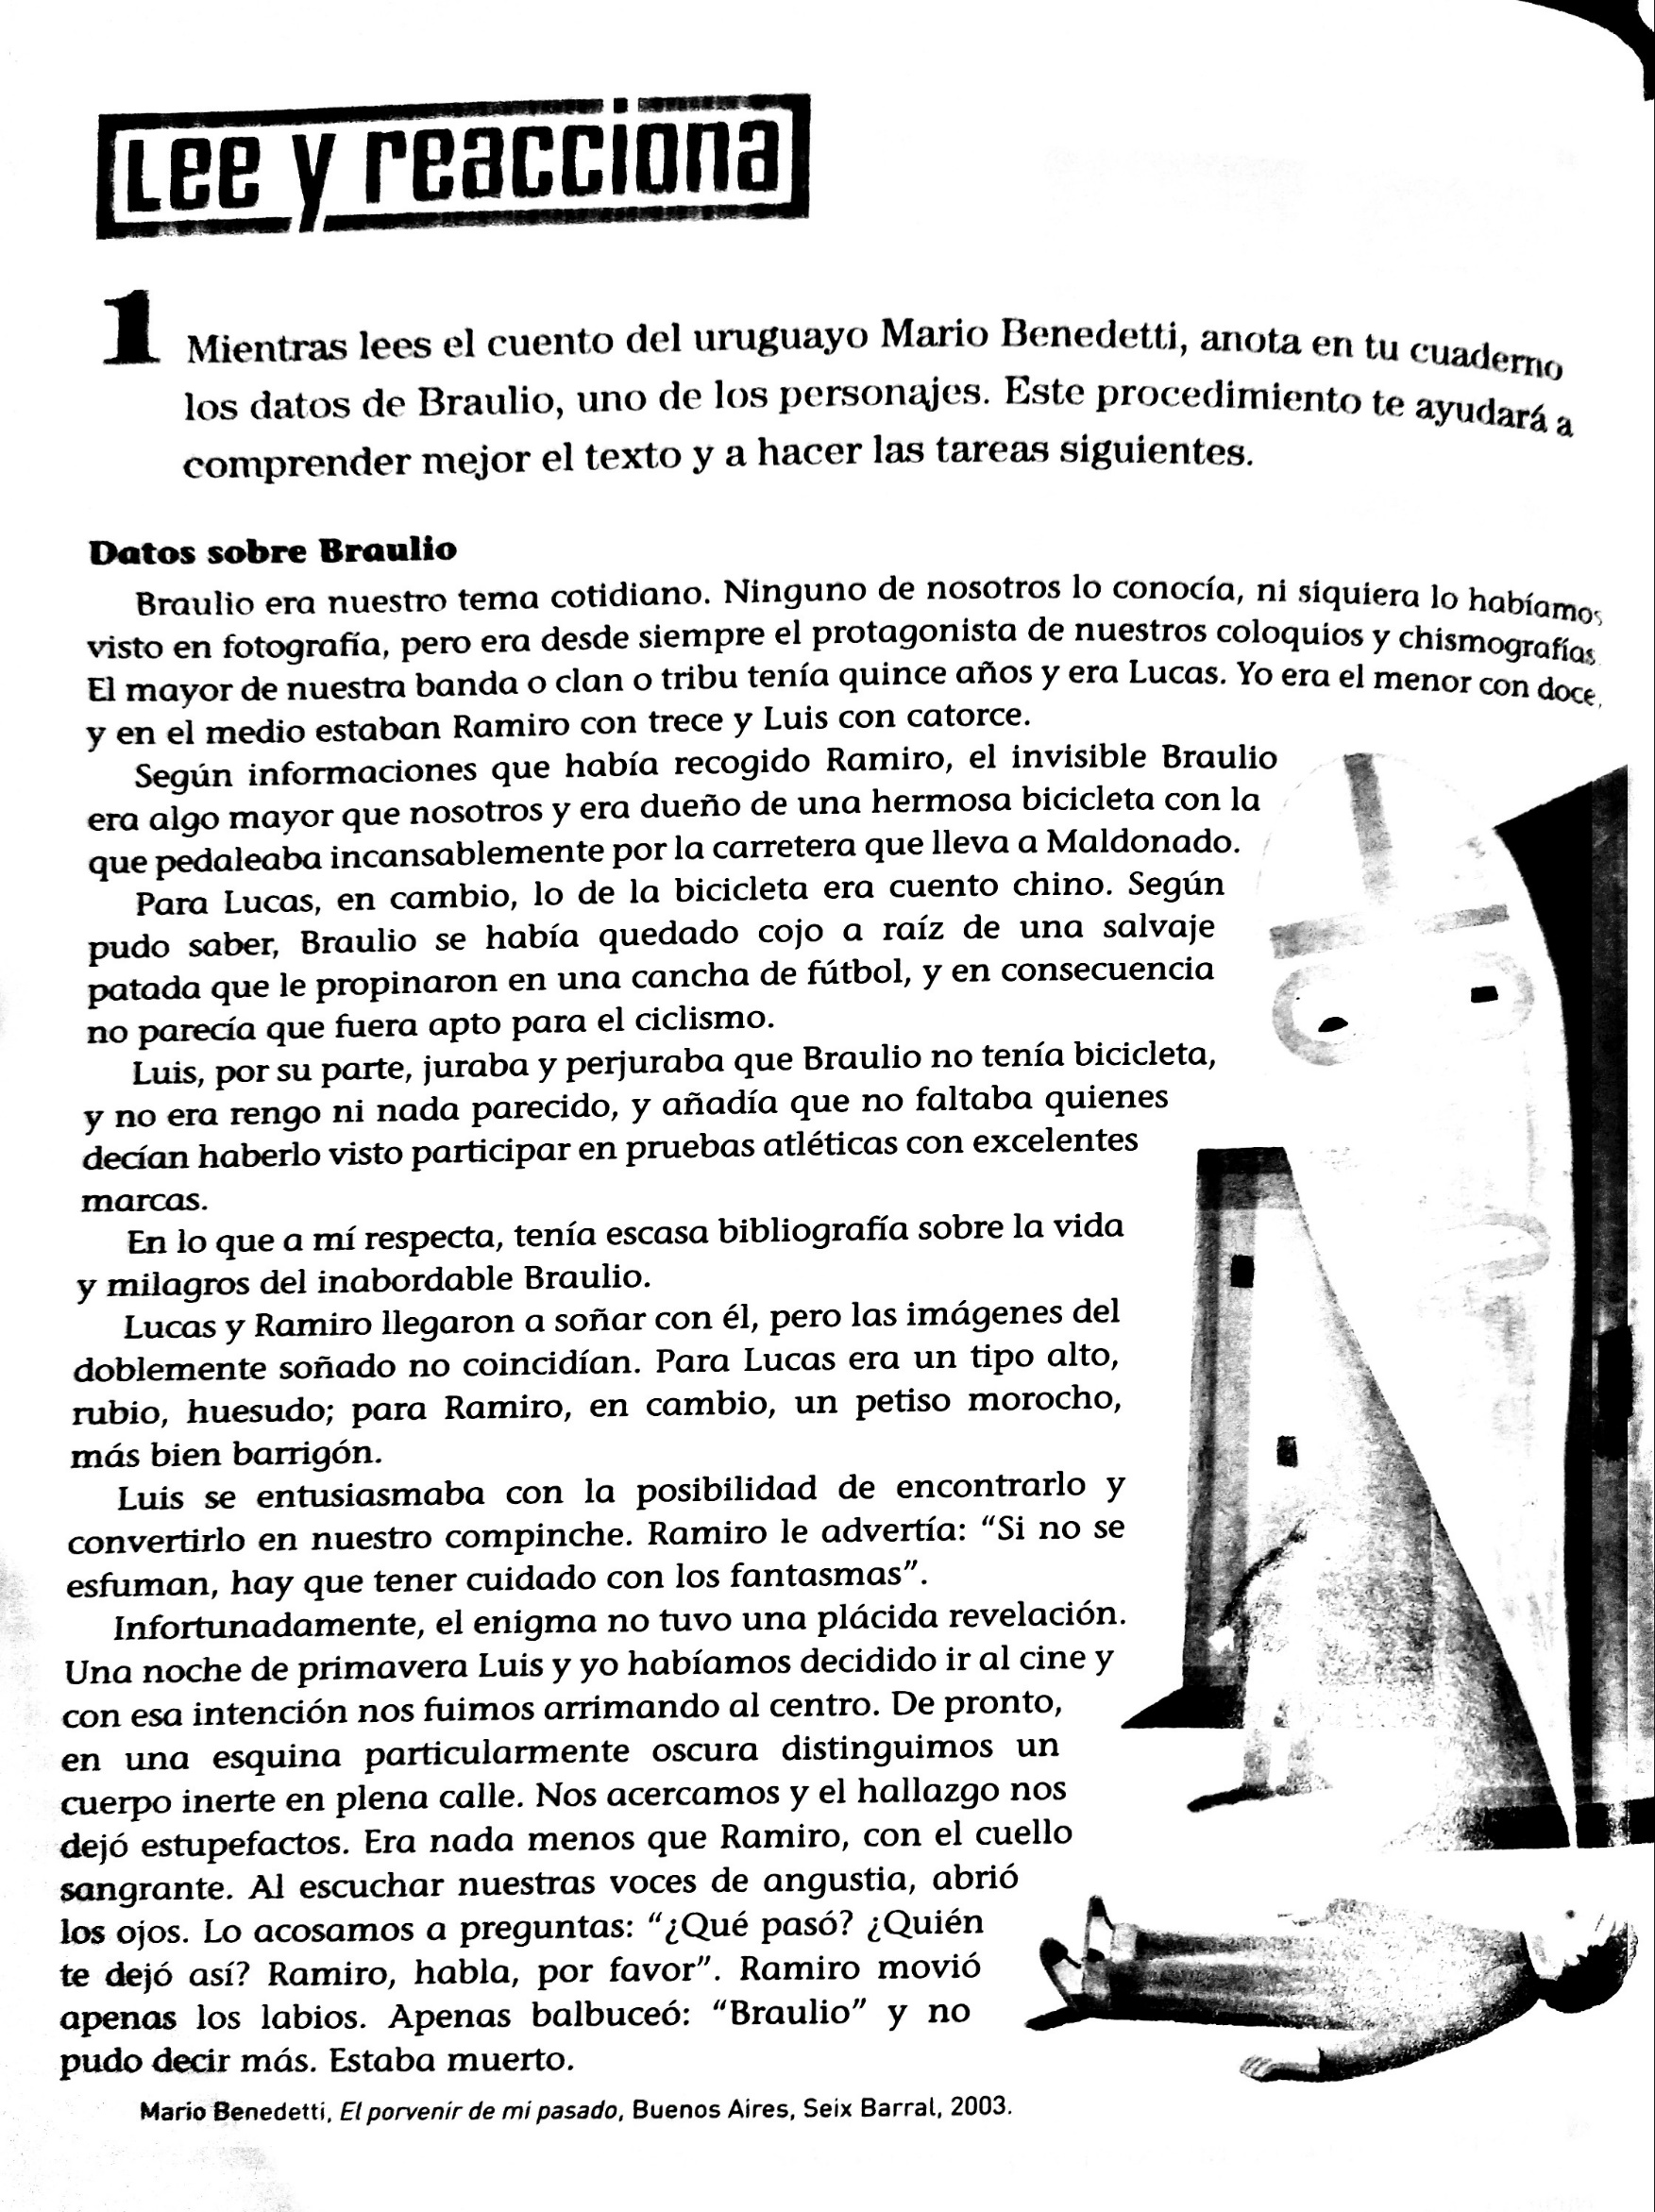 Lee y reacciona
1
Mientras lees el cuento del uruguayo Mario Benedetti, anota en tu cuaderno
los datos de Braulio, uno de los personajes. Este procedimiento te ayudará a
comprender mejor el texto y a hacer las tareas siguientes.
Datos sobre Braulio
Braulio era nuestro tema cotidiano. Ninguno de nosotros lo conocía, ni siquiera lo habíamos
visto en fotografía, pero era desde siempre el protagonista de nuestros coloquios y chismografías.
El mayor de nuestra banda o clan o tribu tenía quince años y era Lucas. Yo era el menor con doce,
y en el medio estaban Ramiro con trece y Luis con catorce.
Según informaciones que había recogido Ramiro, el invisible Braulio
era algo mayor que nosotros y era dueño de una hermosa bicicleta con la
que pedaleaba incansablemente por la carretera que lleva a Maldonado.
Para Lucas, en cambio, lo de la bicicleta era cuento chino. Según
pudo saber, Braulio se había quedado cojo a raíz de una salvaje
patada que le propinaron en una cancha de fútbol, y en consecuencia
no parecía que fuera apto para el ciclismo.
Luis, por su parte, juraba y perjuraba que Braulio no tenía bicicleta,
y no era rengo ni nada parecido, y añadía que no faltaba quienes
decían haberlo visto participar en pruebas atléticas con excelentes
marcas.
En lo que a mí respecta, tenía escasa bibliografía sobre la vida
y milagros del inabordable Braulio.
Lucas y Ramiro llegaron a soñar con él, pero las imágenes del
doblemente soñado no coincidían. Para Lucas era un tipo alto,
rubio, huesudo; para Ramiro, en cambio, un petiso morocho,
más bien barrigón.
Luis se entusiasmaba con la posibilidad de encontrarlo y
convertirlo en nuestro compinche. Ramiro le advertía: “Si no se
esfuman, hay que tener cuidado con los fantasmas”.
Infortunadamente, el enigma no tuvo una plácida revelación.
Una noche de primavera Luis y yo habíamos decidido ir al cine y
con esa intención nos fuimos arrimando al centro. De pronto,
en una esquina particularmente oscura distinguimos un
cuerpo inerte en plena calle. Nos acercamos y el hallazgo nos
dejó estupefactos. Era nada menos que Ramiro, con el cuello
sangrante. Al escuchar nuestras voces de angustia, abrió
los ojos. Lo acosamos a preguntas: “¿Qué pasó? ¿Quién
te dejó así? Ramiro, habla, por favor”. Ramiro movió
apenas los labios. Apenas balbuceó: “Braulio” y no
pudo decir más. Estaba muerto.
Mario Benedetti, El porvenir de mi pasado, Buenos Aires, Seix Barral, 2003.